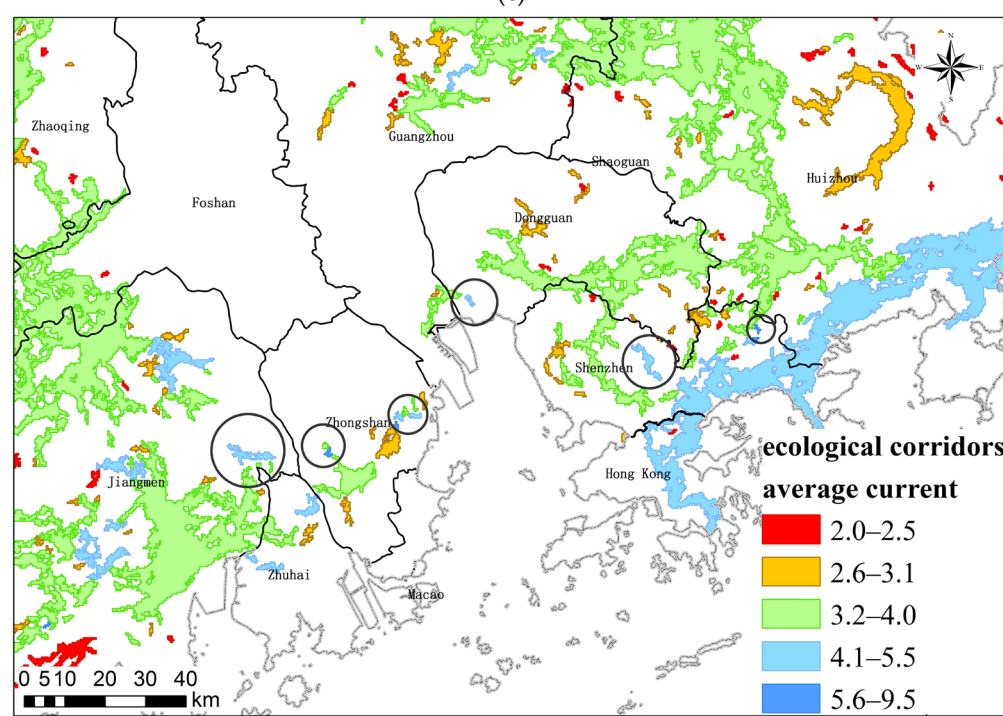 N
W E
S
Zhaoqing
Guangzhou
Shaoguan
Huizhou
Foshan
Dongguan
Shenzhen
Zhongshan
Jiangmen
Hong Kong
Zhuhai
Macao
ecological corridors
average current
2.0–2.5
2.6–3.1
3.2–4.0
4.1–5.5
5.6–9.5
0 5 10 20 30 40
km